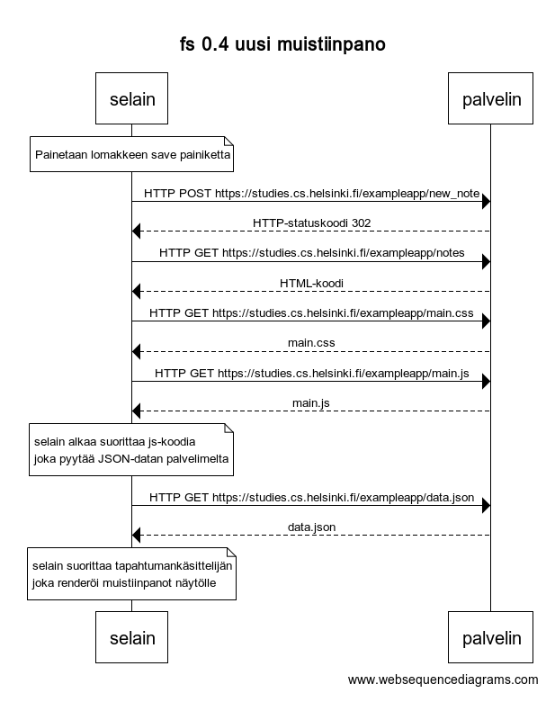 fs 0.4 uusi muistiinpano
selain
palvelin
Painetaan lomakkeen save painiketta
HTTP POST https://studies.cs.helsinki.fi/exampleapp/new_note
HTTP-statuskoodi 302
HTTP GET https://studies.cs.helsinki.fi/exampleapp/notes
HTML-koodi
HTTP GET https://studies.cs.helsinki.fi/exampleapp/main.css
main.css
HTTP GET https://studies.cs.helsinki.fi/exampleapp/main.js
main.js
selain alkaa suorittaa js-koodia
joka pyytää JSON-datan palvelimelta
HTTP GET https://studies.cs.helsinki.fi/exampleapp/data.json
data.json
selain suorittaa tapahtumankäsittelijän
joka renderöi muistiinpanot näytölle
selain
palvelin
www.websequencediagrams.com